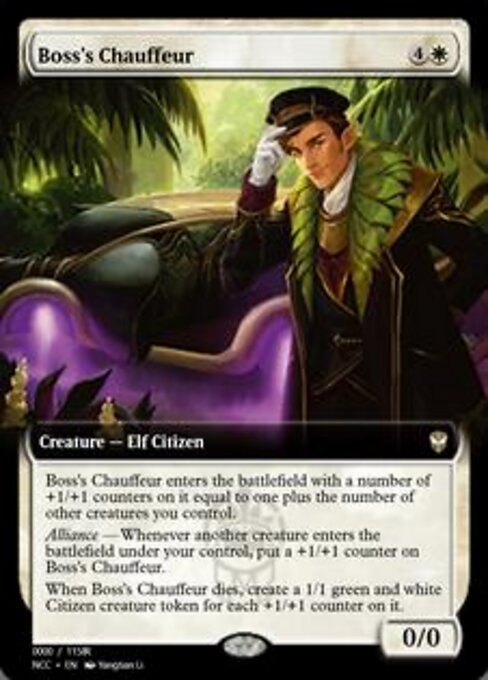 Boss's Chauffeur 4
Creature — Elf Citizen
Boss's Chauffeur enters the battlefield with a number of
+1/+1 counters on it equal to one plus the number of
other creatures you control.
Alliance — Whenever another creature enters the
battlefield under your control, put a +1/+1 counter on
Boss's Chauffeur.
When Boss's Chauffeur dies, create a 1/1 green and white
Citizen creature token for each +1/+1 counter on it.
0/0
NCC • EN Yangtian Li